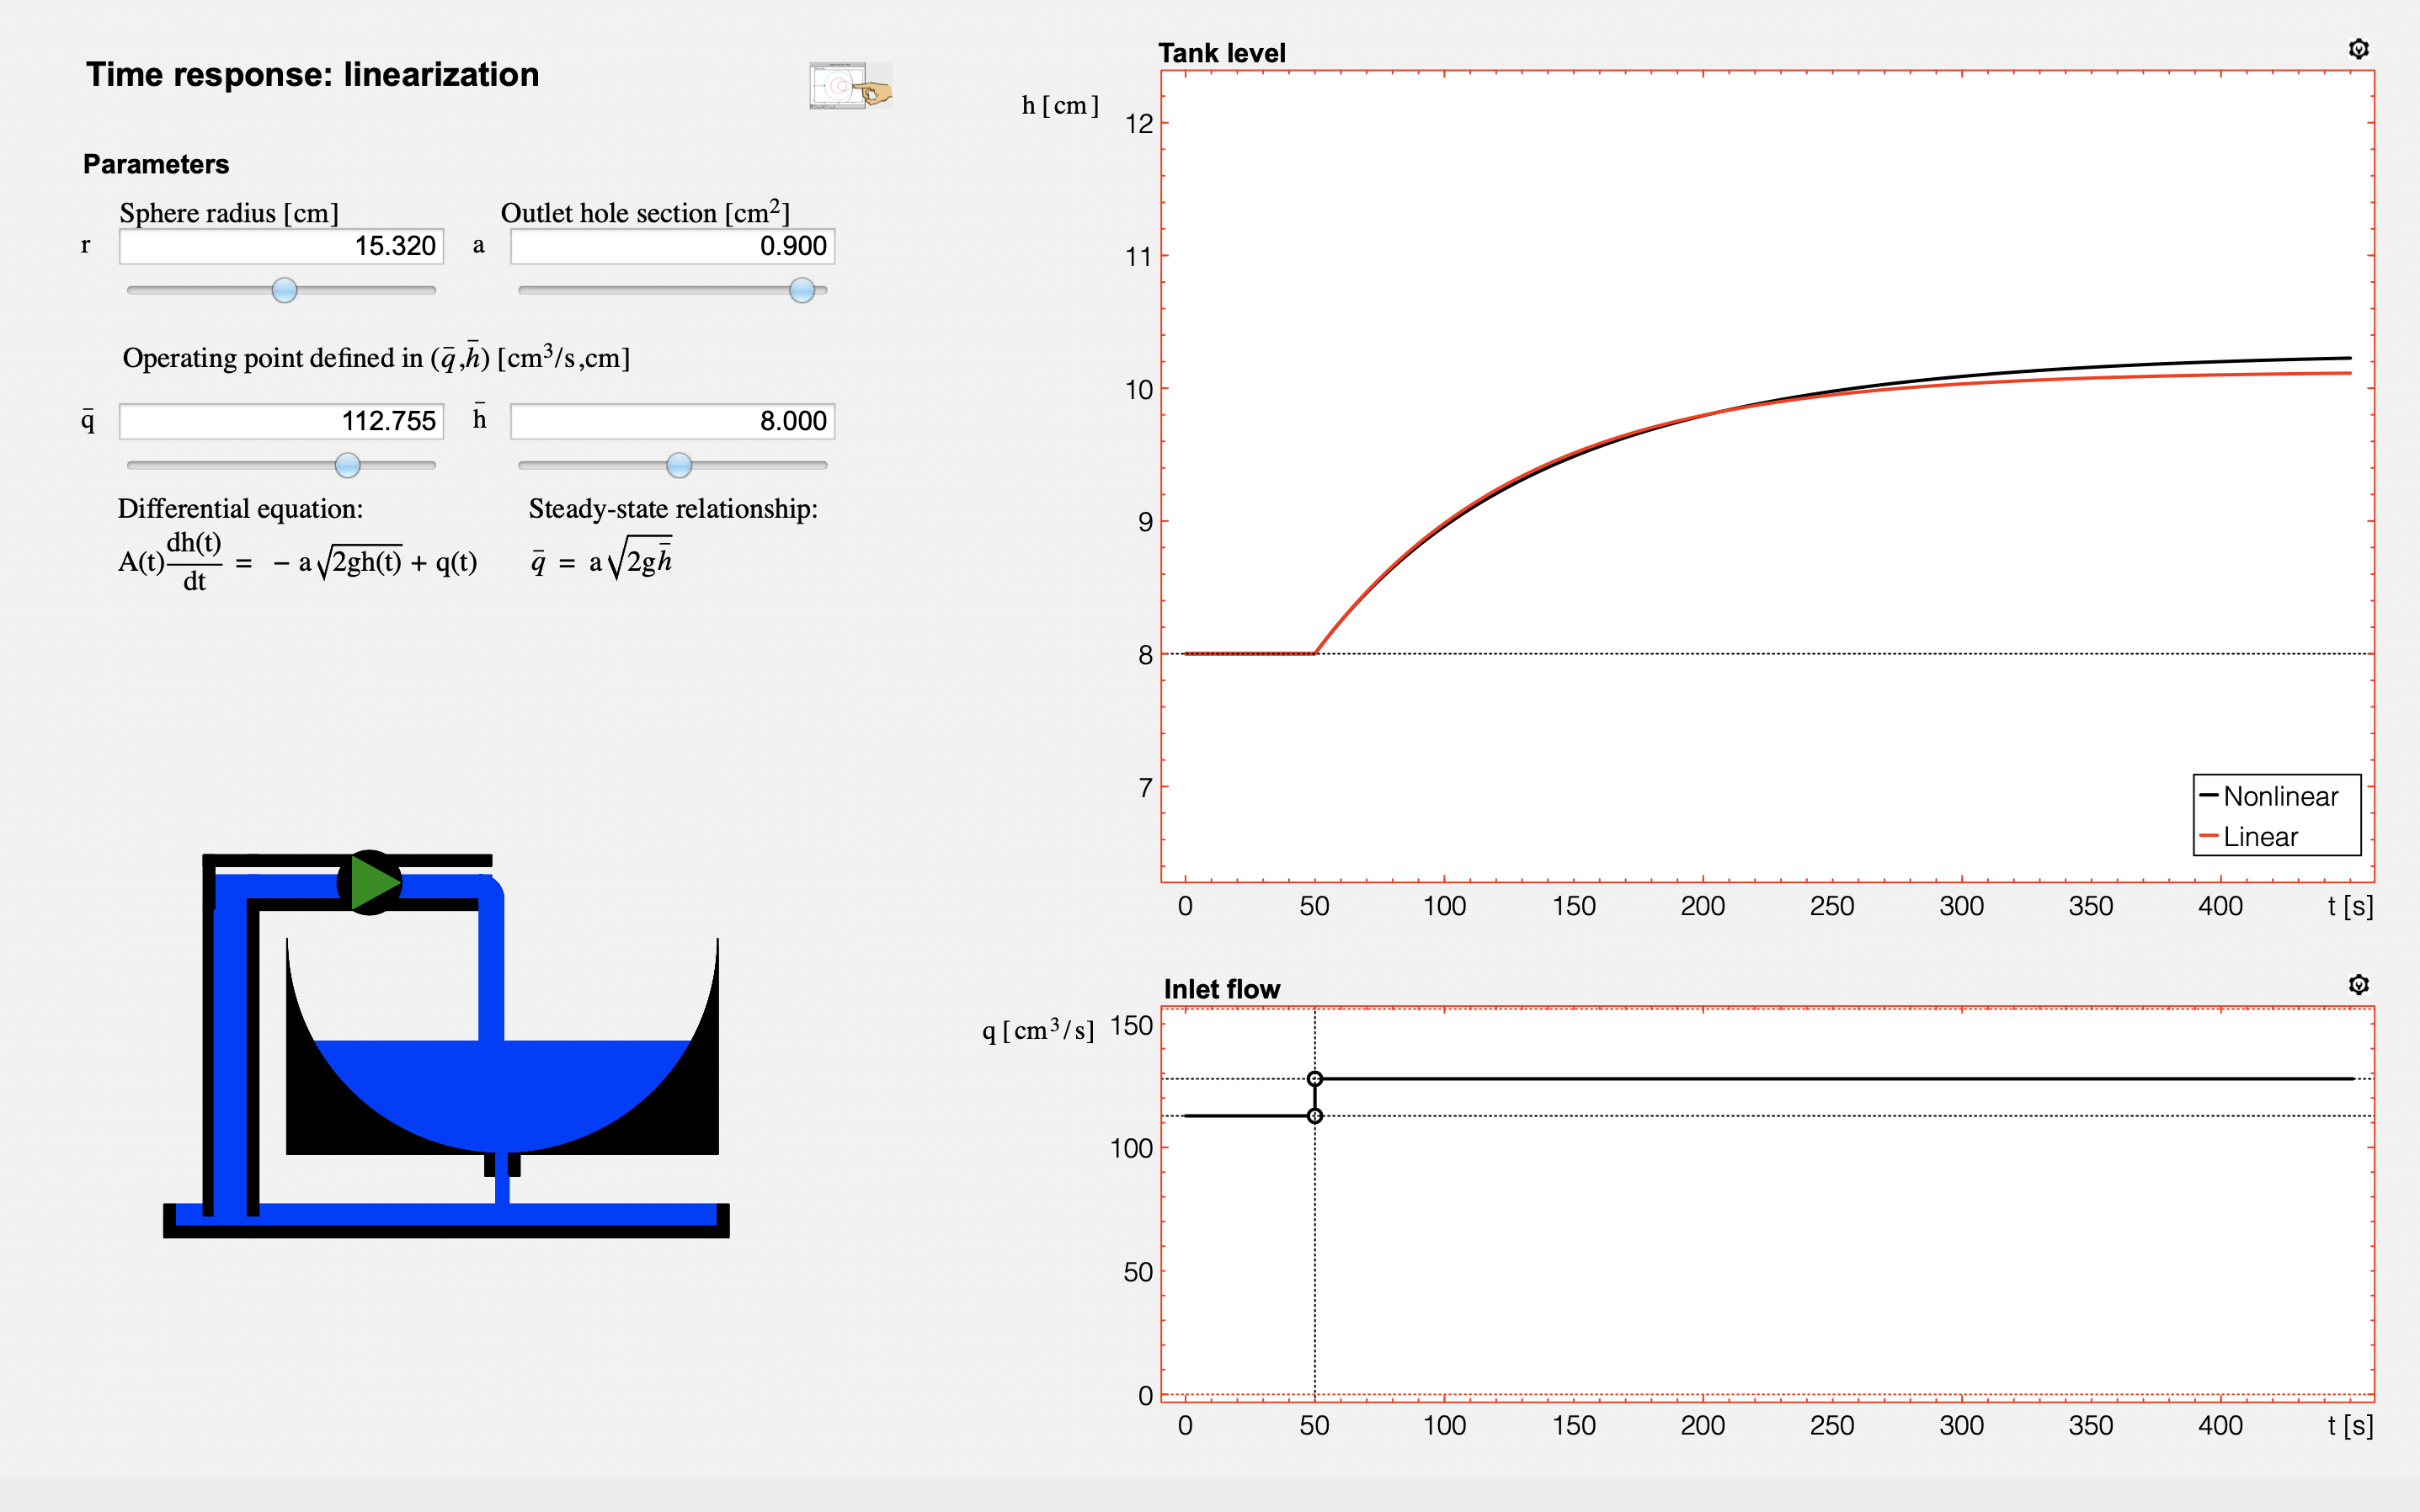 Time response: linearization
Parameters
Sphere radius [cm]
Outlet hole section [cm²]
r 15.320
a 0.900
Operating point defined in (q̄,h̄) [cm³/s,cm]
q̄ 112.755
h̄ 8.000
Differential equation:
A(t) dh(t)/dt = − a√2gh(t) + q(t)
Steady-state relationship:
q̄ = a√2gh̄
Tank level
h [cm]
12
11
10
9
8
7
Nonlinear
Linear
0 50 100 150 200 250 300 350 400 t [s]
Inlet flow
q [cm³/s]
150
100
50
0
0 50 100 150 200 250 300 350 400 t [s]